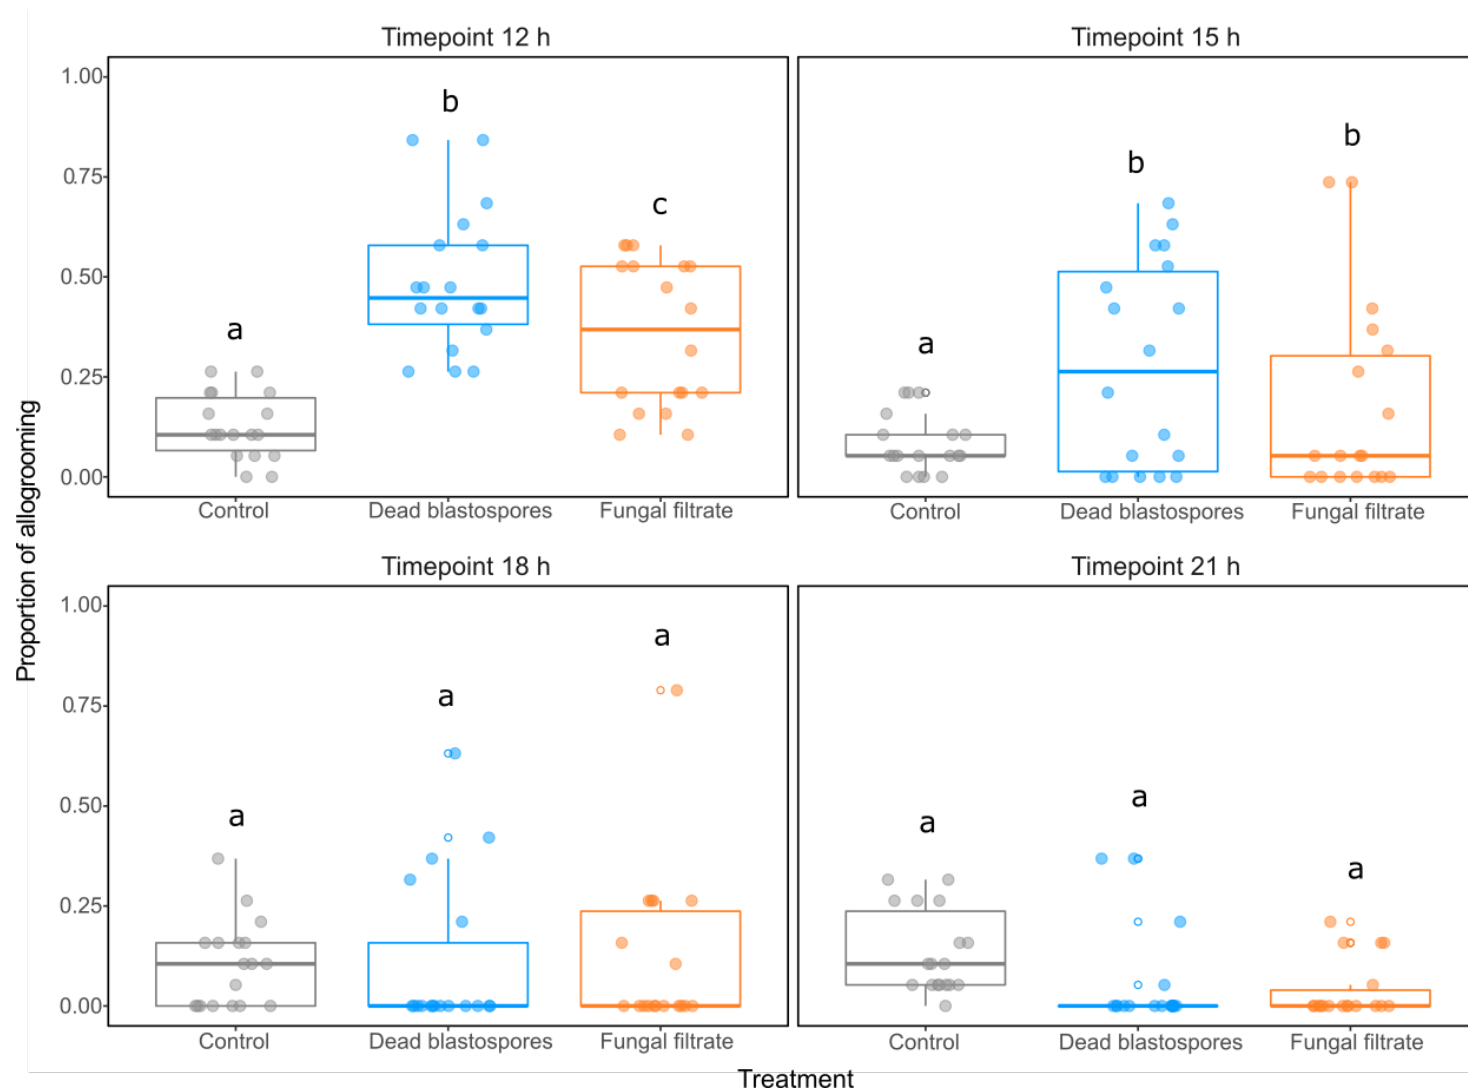 Timepoint 12 h
Timepoint 15 h
1.00
0.75
0.50
0.25
0.00
a
b
c
a
b
b
Control
Dead blastospores
Fungal filtrate
Control
Dead blastospores
Fungal filtrate
Proportion of allogrooming
Timepoint 18 h
Timepoint 21 h
1.00
0.75
0.50
0.25
0.00
a
a
a
a
a
a
Control
Dead blastospores
Fungal filtrate
Control
Dead blastospores
Fungal filtrate
Treatment